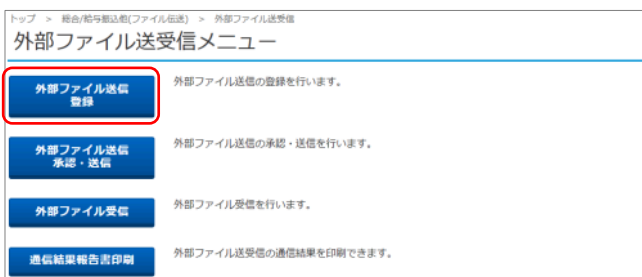 トップ > 総合/給与振込他(ファイル伝送) > 外部ファイル送受信
外部ファイル送受信メニュー
外部ファイル送信
登録
外部ファイル送信の登録を行います。
外部ファイル送信
承認・送信
外部ファイル送信の承認・送信を行います。
外部ファイル受信
外部ファイル受信を行います。
通信結果報告書印刷
外部ファイル送受信の通信結果を印刷できます。